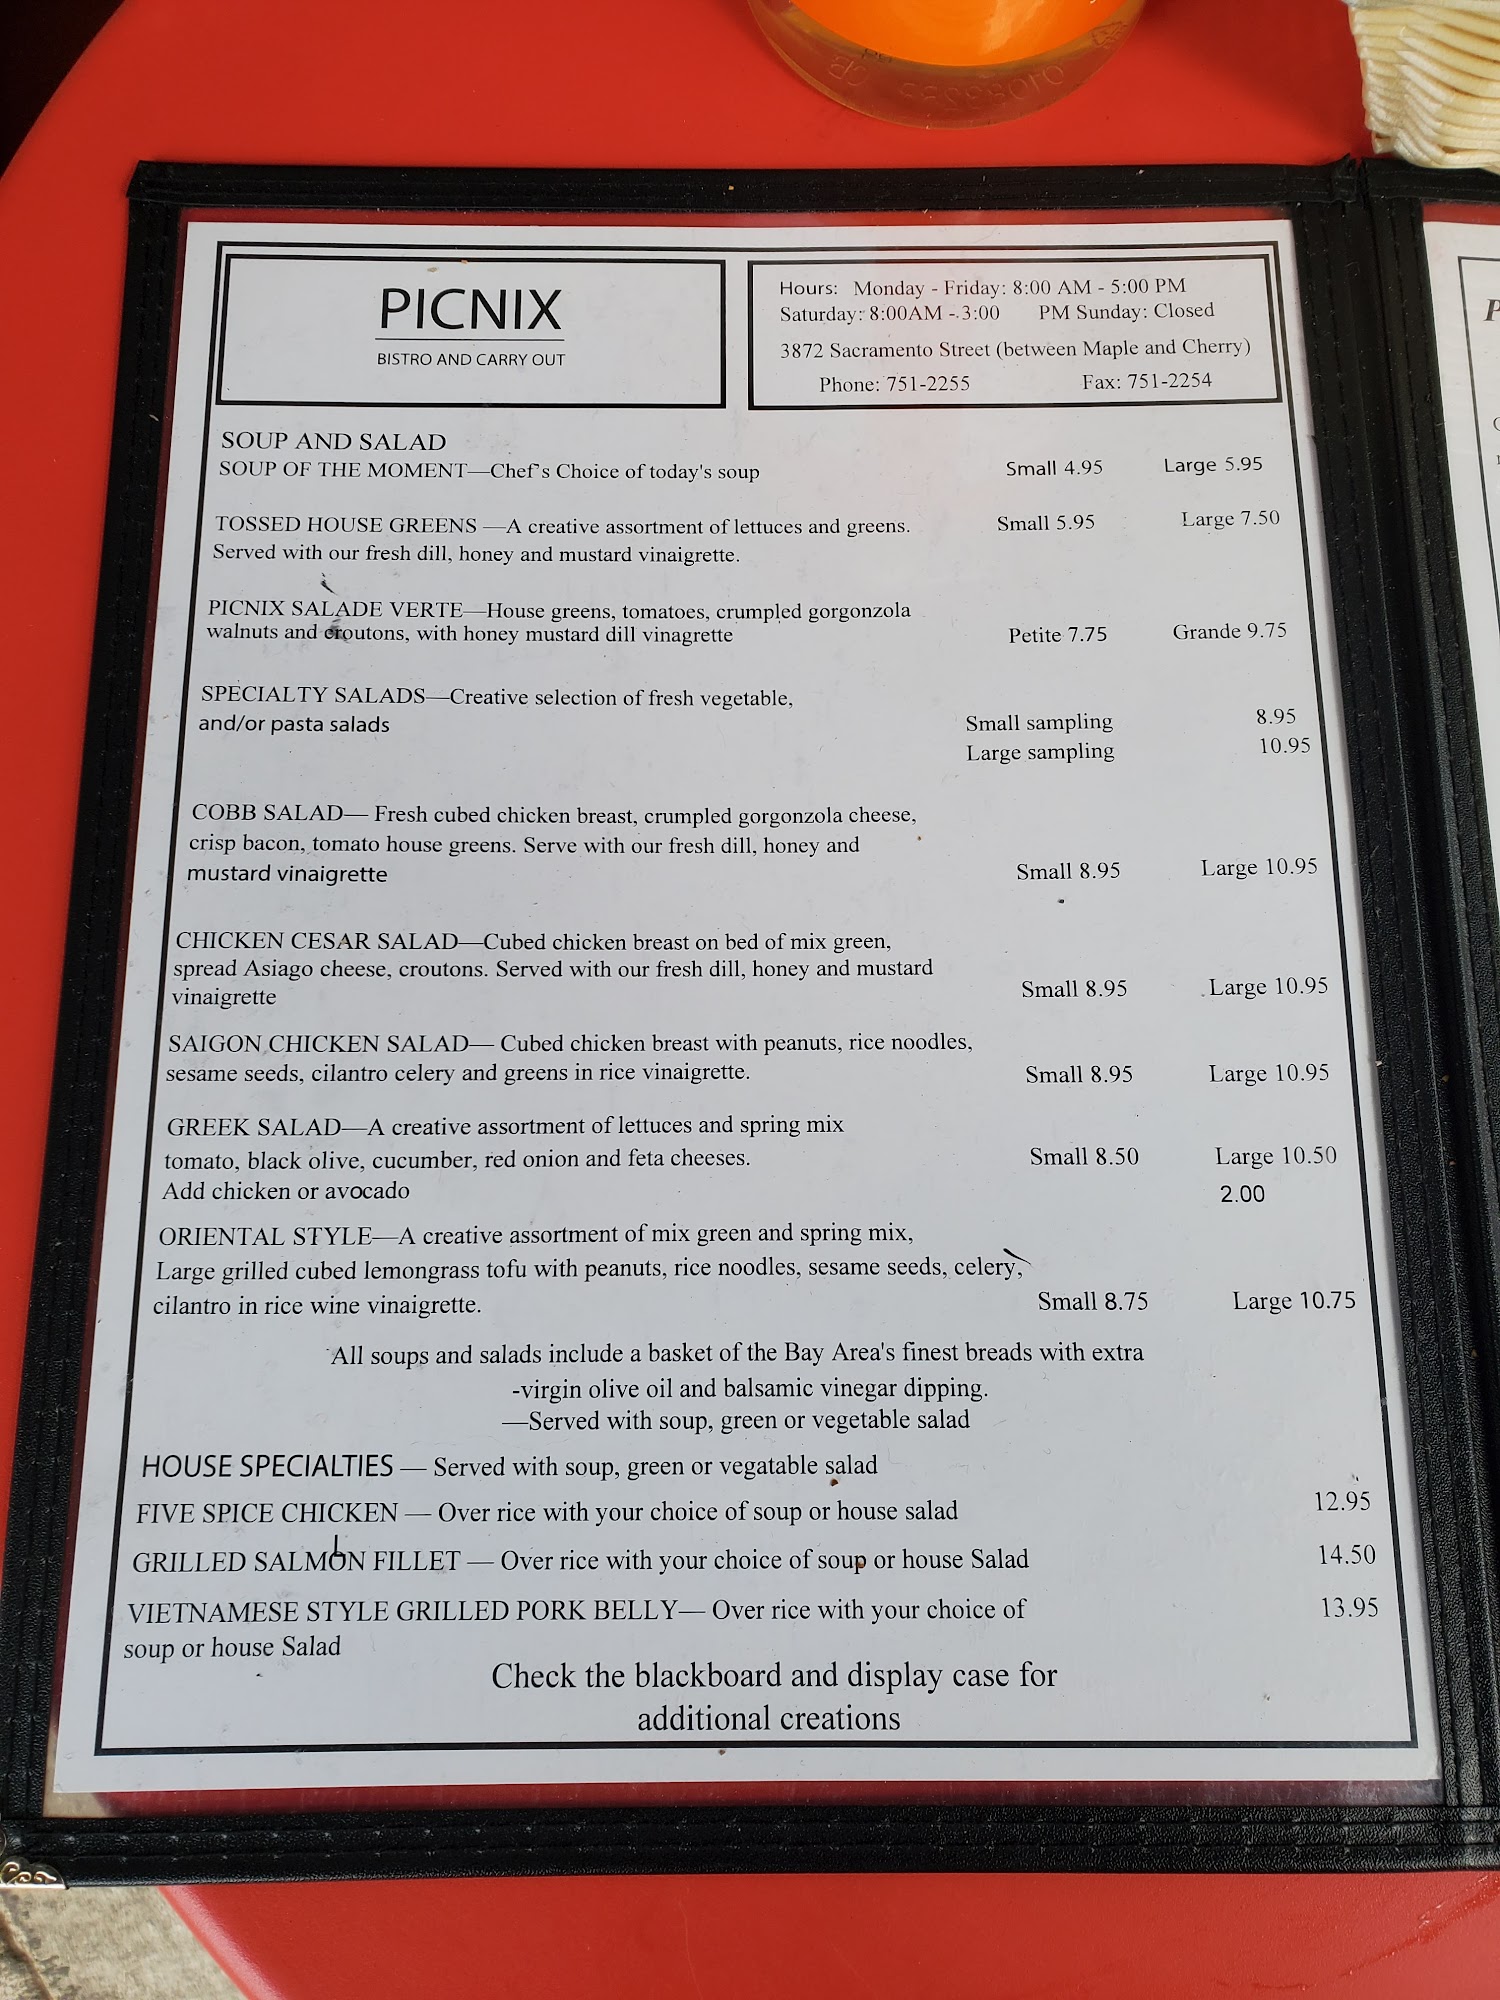 PICNIX
BISTRO AND CARRY OUT
Hours: Monday - Friday: 8:00 AM - 5:00 PM
Saturday: 8:00AM - 3:00 PM Sunday: Closed
3872 Sacramento Street (between Maple and Cherry)
Phone: 751-2255 Fax: 751-2254
SOUP AND SALAD
SOUP OF THE MOMENT—Chef's Choice of today's soup Small 4.95 Large 5.95
TOSSED HOUSE GREENS —A creative assortment of lettuces and greens. Small 5.95 Large 7.50
Served with our fresh dill, honey and mustard vinaigrette.
PICNIX SALADE VERTE—House greens, tomatoes, crumpled gorgonzola
walnuts and croutons, with honey mustard dill vinagrette Petite 7.75 Grande 9.75
SPECIALTY SALADS—Creative selection of fresh vegetable,
and/or pasta salads Small sampling 8.95
Large sampling 10.95
COBB SALAD— Fresh cubed chicken breast, crumpled gorgonzola cheese,
crisp bacon, tomato house greens. Serve with our fresh dill, honey and
mustard vinaigrette Small 8.95 Large 10.95
CHICKEN CESAR SALAD—Cubed chicken breast on bed of mix green,
spread Asiago cheese, croutons. Served with our fresh dill, honey and mustard
vinaigrette Small 8.95 Large 10.95
SAIGON CHICKEN SALAD— Cubed chicken breast with peanuts, rice noodles,
sesame seeds, cilantro celery and greens in rice vinaigrette. Small 8.95 Large 10.95
GREEK SALAD—A creative assortment of lettuces and spring mix
tomato, black olive, cucumber, red onion and feta cheeses. Small 8.50 Large 10.50
Add chicken or avocado 2.00
ORIENTAL STYLE—A creative assortment of mix green and spring mix,
Large grilled cubed lemongrass tofu with peanuts, rice noodles, sesame seeds, celery,
cilantro in rice wine vinaigrette. Small 8.75 Large 10.75
All soups and salads include a basket of the Bay Area's finest breads with extra
-virgin olive oil and balsamic vinegar dipping.
—Served with soup, green or vegetable salad
HOUSE SPECIALTIES — Served with soup, green or vegatable salad
FIVE SPICE CHICKEN — Over rice with your choice of soup or house salad 12.95
GRILLED SALMON FILLET — Over rice with your choice of soup or house Salad 14.50
VIETNAMESE STYLE GRILLED PORK BELLY— Over rice with your choice of 13.95
soup or house Salad
Check the blackboard and display case for
additional creations